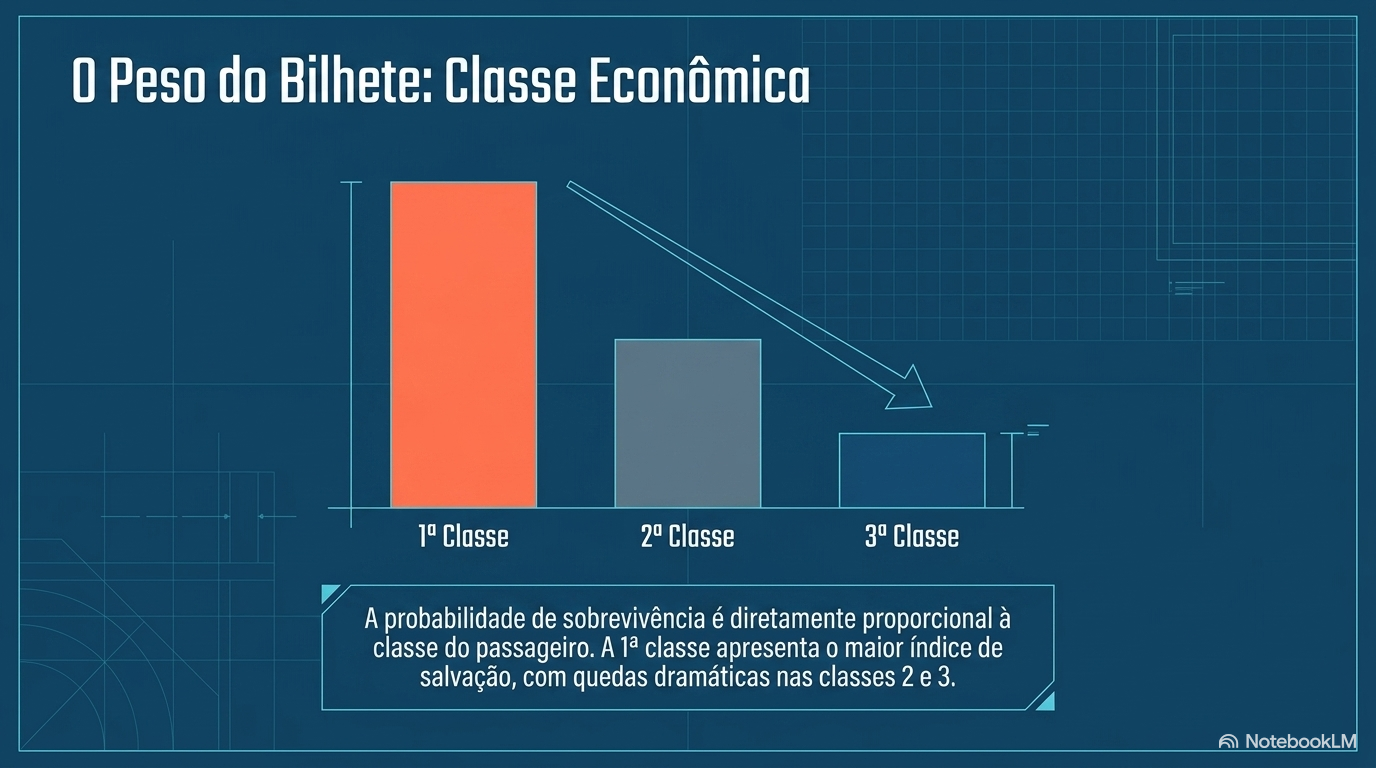 O Peso do Bilhete: Classe Econômica
1ª Classe
2ª Classe
3ª Classe
A probabilidade de sobrevivência é diretamente proporcional à
classe do passageiro. A 1ª classe apresenta o maior índice de
salvação, com quedas dramáticas nas classes 2 e 3.
NotebookLM